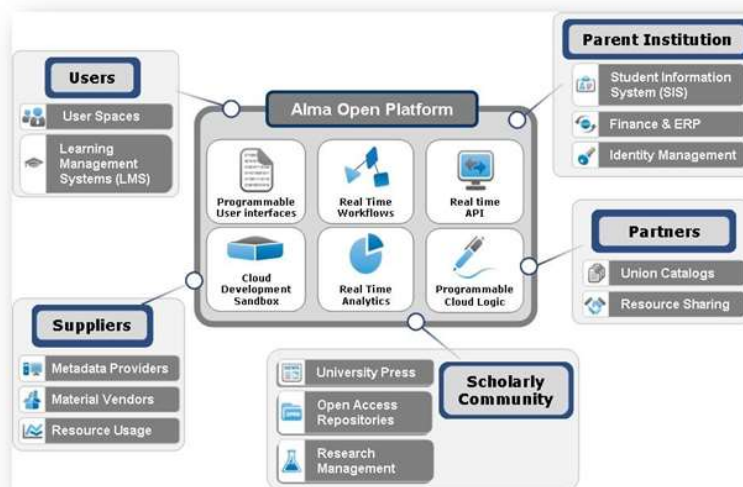 Users
User Spaces
Learning
Management
Systems (LMS)
Alma Open Platform
Programmable
User interfaces
Real Time
Workflows
Real time
API
Cloud
Development
Sandbox
Real Time
Analytics
Programmable
Cloud Logic
Parent Institution
Student Information
System (SIS)
Finance & ERP
Identity Management
Partners
Union Catalogs
Resource Sharing
Suppliers
Metadata Providers
Material Vendors
Resource Usage
University Press
Open Access
Repositories
Research
Management
Scholarly
Community